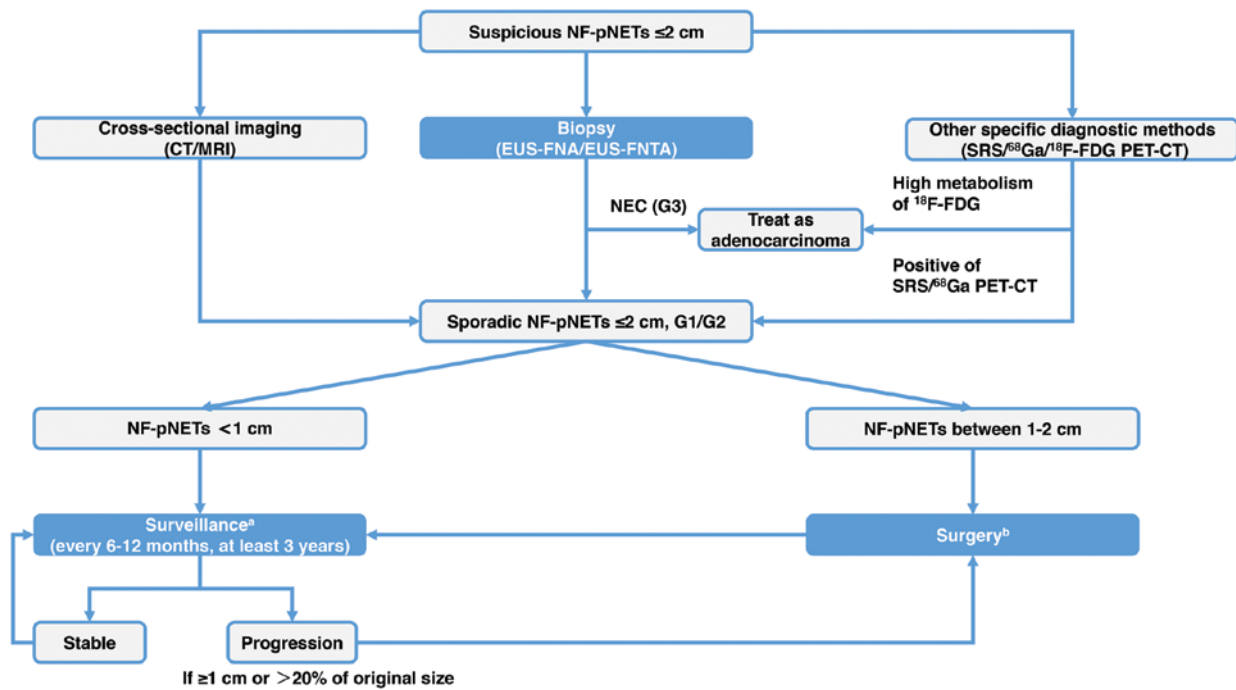 Suspicious NF-pNETs ≤2 cm
Cross-sectional imaging
(CT/MRI)
Biopsy
(EUS-FNA/EUS-FNTA)
Other specific diagnostic methods
(SRS/⁶⁸Ga/¹⁸F-FDG PET-CT)
NEC (G3)
Treat as
adenocarcinoma
High metabolism
of ¹⁸F-FDG
Positive of
SRS/⁶⁸Ga PET-CT
Sporadic NF-pNETs ≤2 cm, G1/G2
NF-pNETs <1 cm
NF-pNETs between 1-2 cm
Surveillanceᵃ
(every 6-12 months, at least 3 years)
Surgeryᵇ
Stable
Progression
If ≥1 cm or >20% of original size